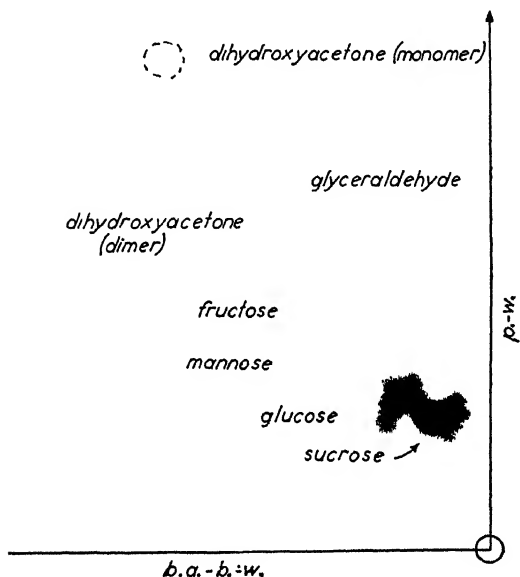 dihydroxyacetone (monomer)
glyceraldehyde
dihydroxyacetone
(dimer)
fructose
p.-w.
mannose
glucose
sucrose
b.a.-b.-w.